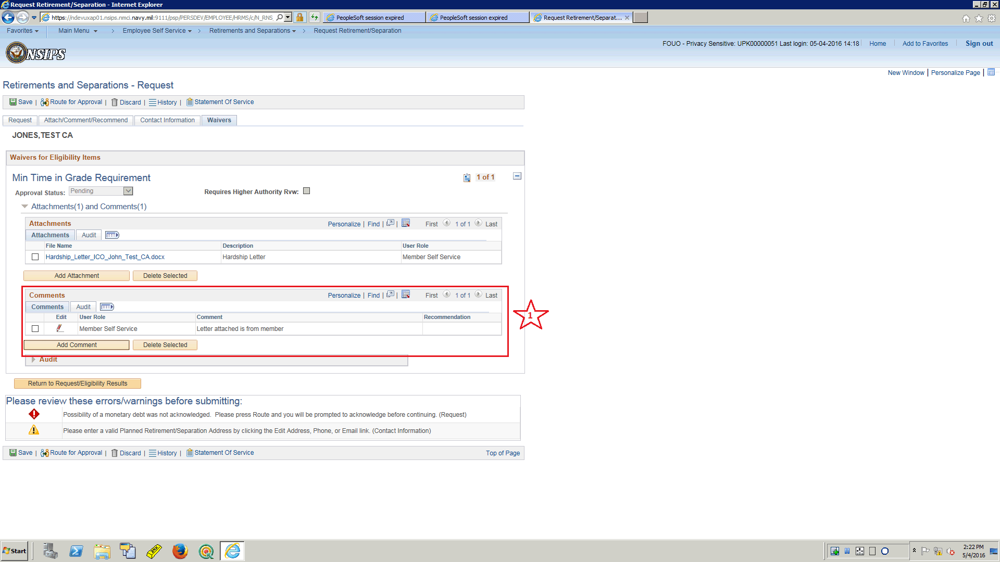 Request Retirement/Separation - Internet Explorer
https://ndevuxap01.nsips.nmci.navy.mil:9111/psp/PERSDEV/EMPLOYEE/HRMS/c/N_RNS_
PeopleSoft session expired
PeopleSoft session expired
Request Retirement/Separat...
Favorites Main Menu > Employee Self Service > Retirements and Separations > Request Retirement/Separation
FOUO - Privacy Sensitive: UPK00000051 Last login: 05-04-2016 14:18 Home Add to Favorites Sign out
NSIPS
New Window | Personalize Page |
Retirements and Separations - Request
Save | Route for Approval | Discard | History | Statement Of Service
Request Attach/Comment/Recommend Contact Information Waivers
JONES,TEST CA
Waivers for Eligibility Items
Min Time in Grade Requirement 1 of 1
Approval Status: Pending Requires Higher Authority Rvw:
Attachments(1) and Comments(1)
Attachments Personalize | Find | | First 1 of 1 Last
Attachments Audit
File Name Description User Role
Hardship_Letter_ICO_John_Test_CA.docx Hardship Letter Member Self Service
Add Attachment Delete Selected
Comments Personalize | Find | | First 1 of 1 Last
Comments Audit
Edit User Role Comment Recommendation
Member Self Service Letter attached is from member
1
Add Comment Delete Selected
Audit
Return to Request/Eligibility Results
Please review these errors/warnings before submitting:
Possibility of a monetary debt was not acknowledged. Please press Route and you will be prompted to acknowledge before continuing. (Request)
Please enter a valid Planned Retirement/Separation Address by clicking the Edit Address, Phone, or Email link. (Contact Information)
Save | Route for Approval | Discard | History | Statement Of Service Top of Page
Start
2:22 PM
5/4/2016